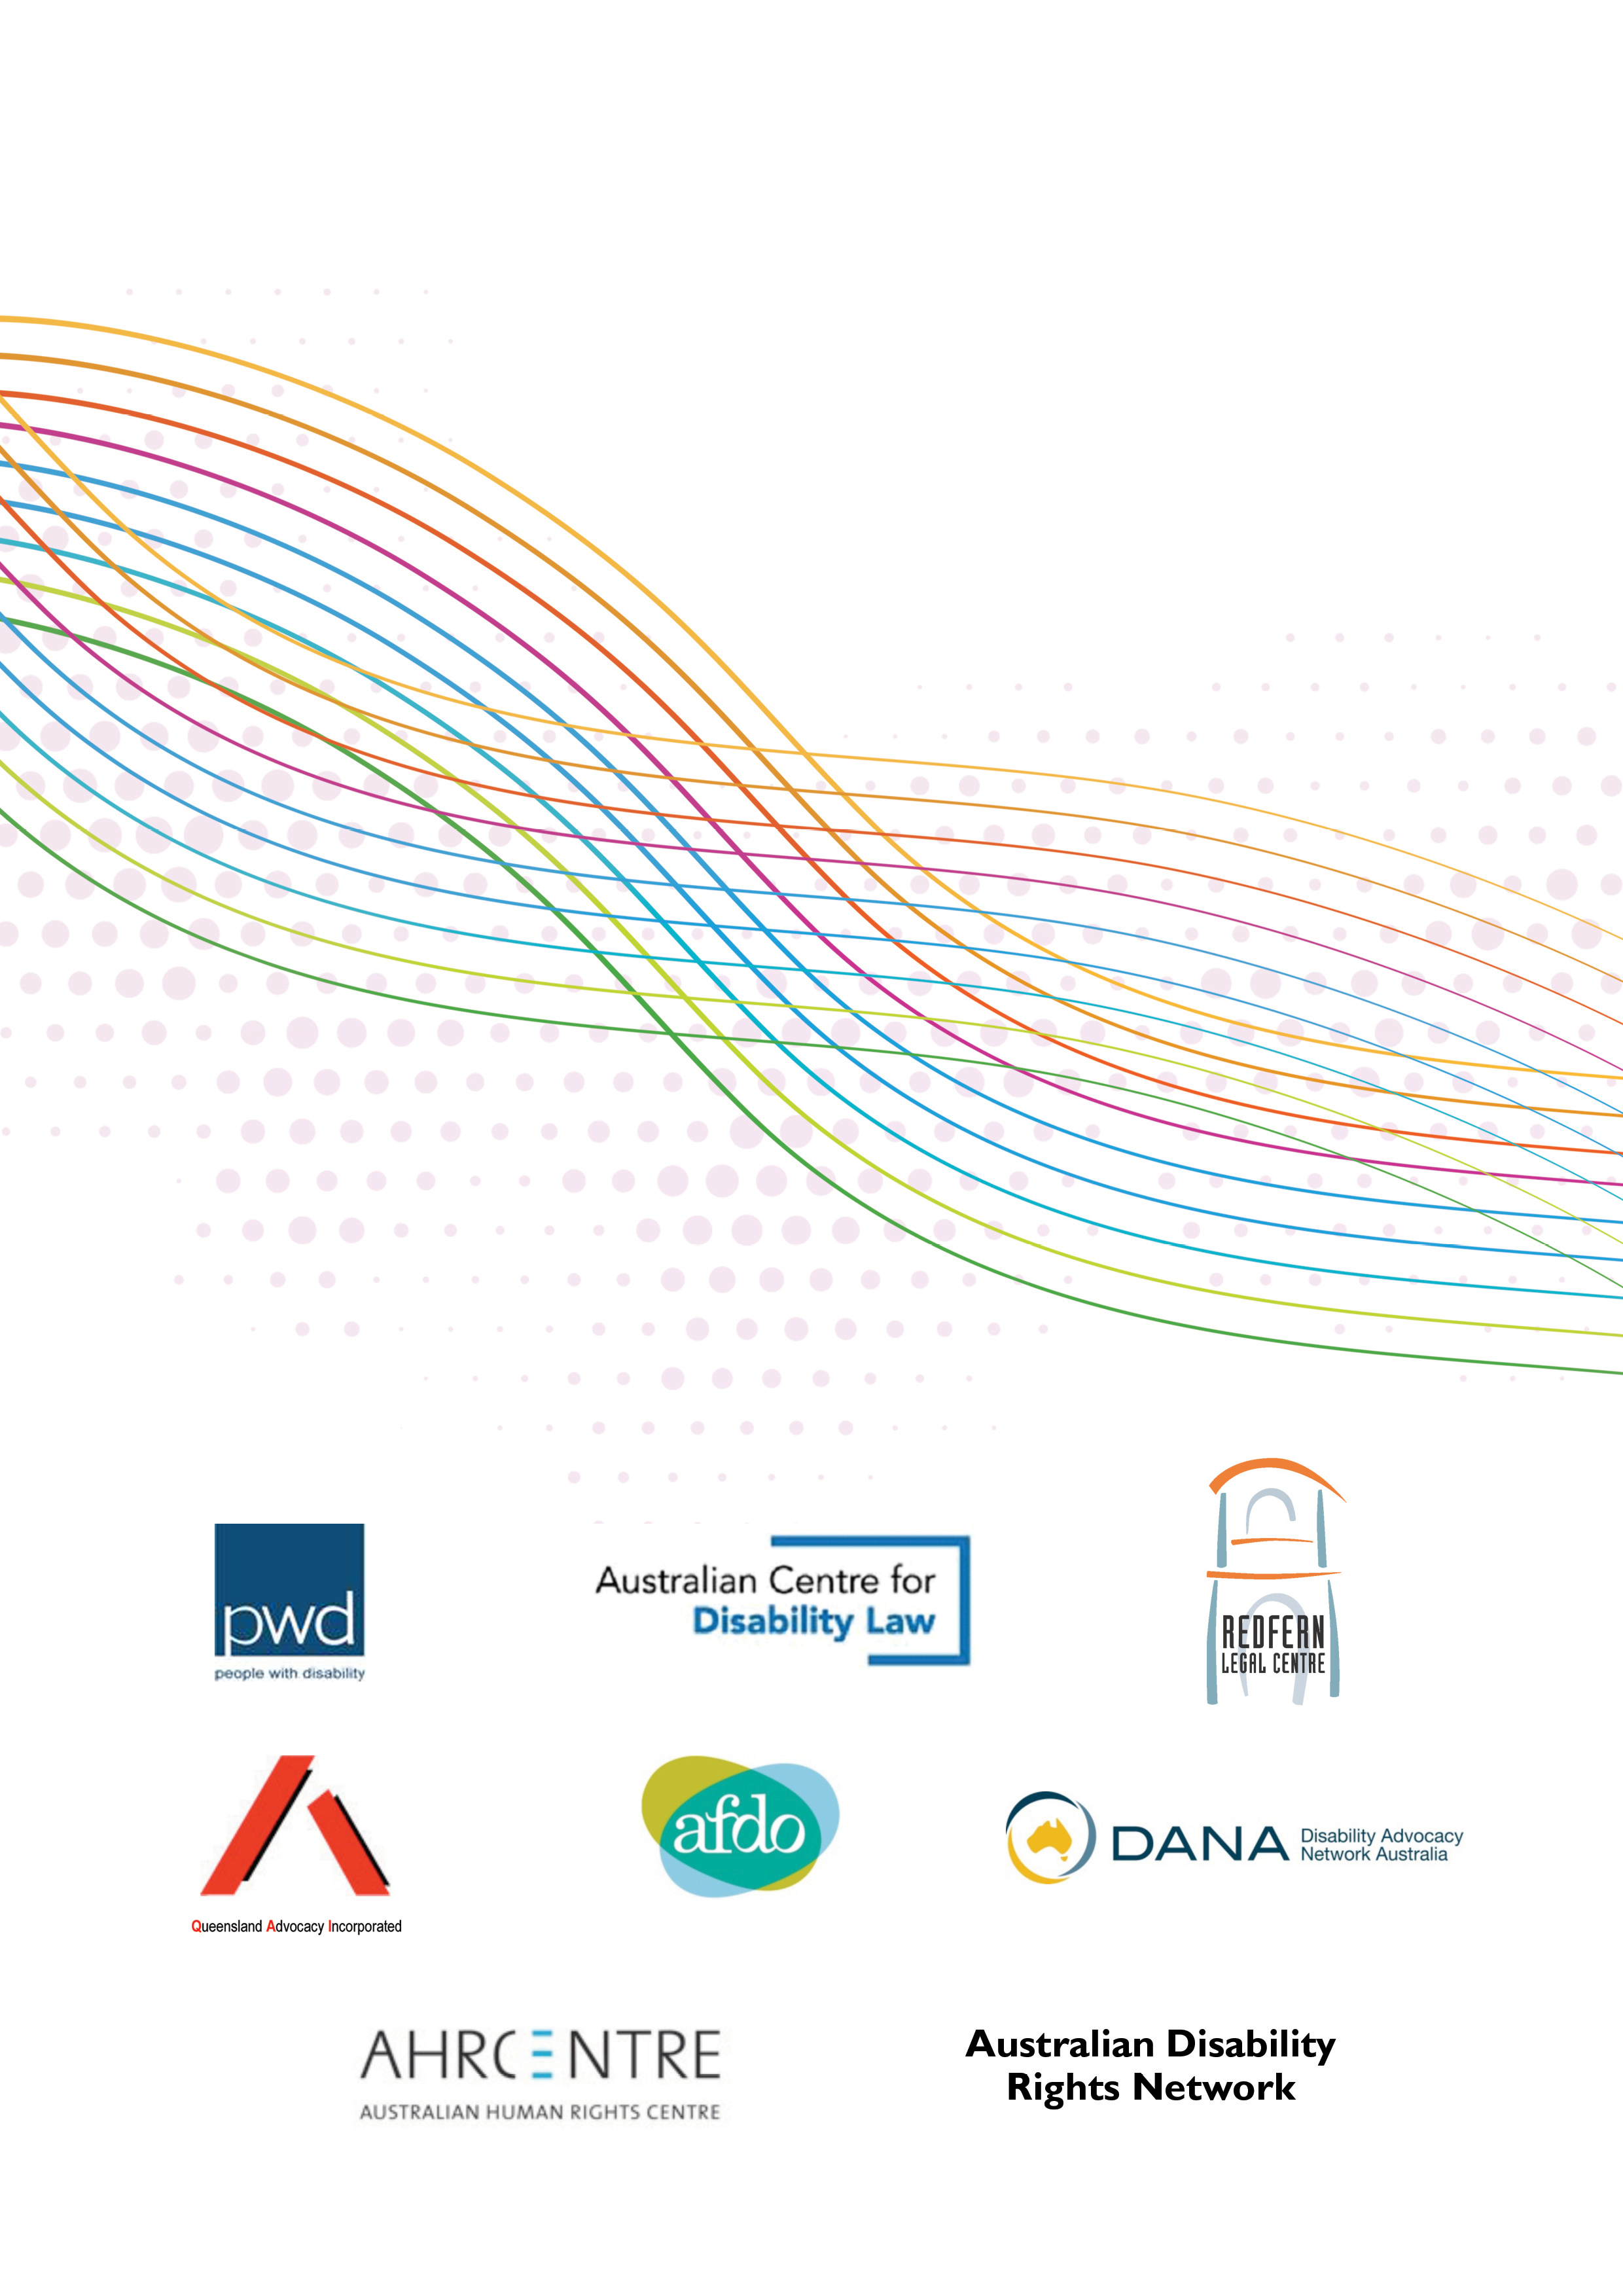 pwd
people with disability
Australian Centre for
Disability Law
REDFERN
LEGAL CENTRE
Queensland Advocacy Incorporated
afdo
DANA
Disability Advocacy
Network Australia
AHRCENTRE
AUSTRALIAN HUMAN RIGHTS CENTRE
Australian Disability
Rights Network